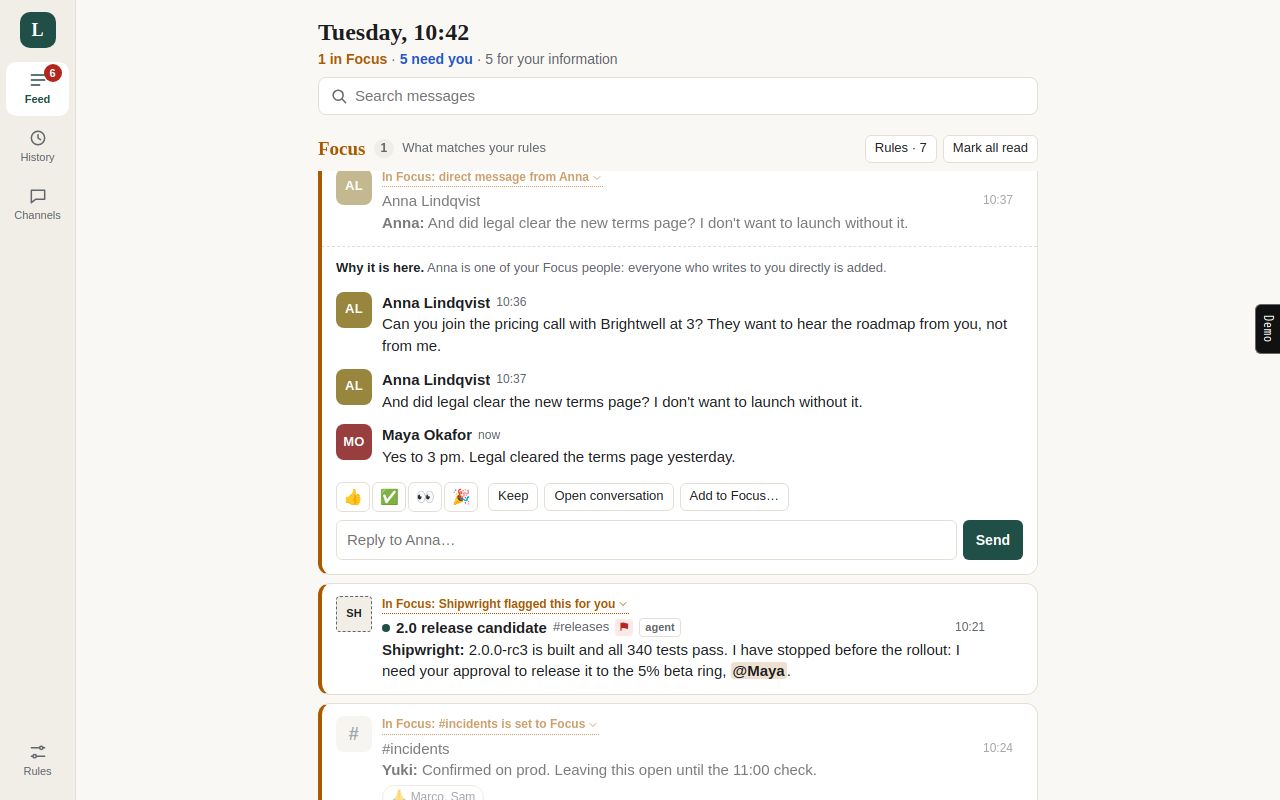 L
6
Feed
History
Channels
Rules
Tuesday, 10:42
1 in Focus · 5 need you · 5 for your information
Search messages
Focus 1 What matches your rules
Rules · 7
Mark all read
AL
In Focus: direct message from Anna
Anna Lindqvist 10:37
Anna: And did legal clear the new terms page? I don't want to launch without it.
Why it is here. Anna is one of your Focus people: everyone who writes to you directly is added.
AL
Anna Lindqvist 10:36
Can you join the pricing call with Brightwell at 3? They want to hear the roadmap from you, not
from me.
AL
Anna Lindqvist 10:37
And did legal clear the new terms page? I don't want to launch without it.
MO
Maya Okafor now
Yes to 3 pm. Legal cleared the terms page yesterday.
Keep
Open conversation
Add to Focus…
Reply to Anna…
Send
SH
In Focus: Shipwright flagged this for you
2.0 release candidate #releases agent 10:21
Shipwright: 2.0.0-rc3 is built and all 340 tests pass. I have stopped before the rollout: I
need your approval to release it to the 5% beta ring, @Maya.
#
In Focus: #incidents is set to Focus
#incidents 10:24
Yuki: Confirmed on prod. Leaving this open until the 11:00 check.
Marco, Sam
Demo